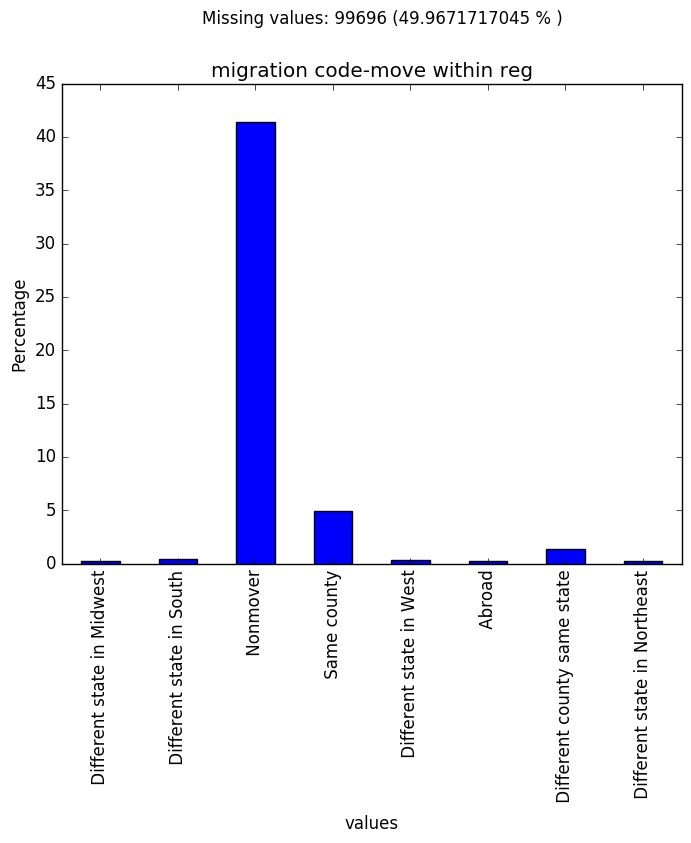 Missing values: 99696 (49.9671717045 % )
migration code-move within reg
45
40
35
30
25
20
15
10
5
0
Percentage
Different state in Midwest
Different state in South
Nonmover
Same county
Different state in West
Abroad
Different county same state
Different state in Northeast
values